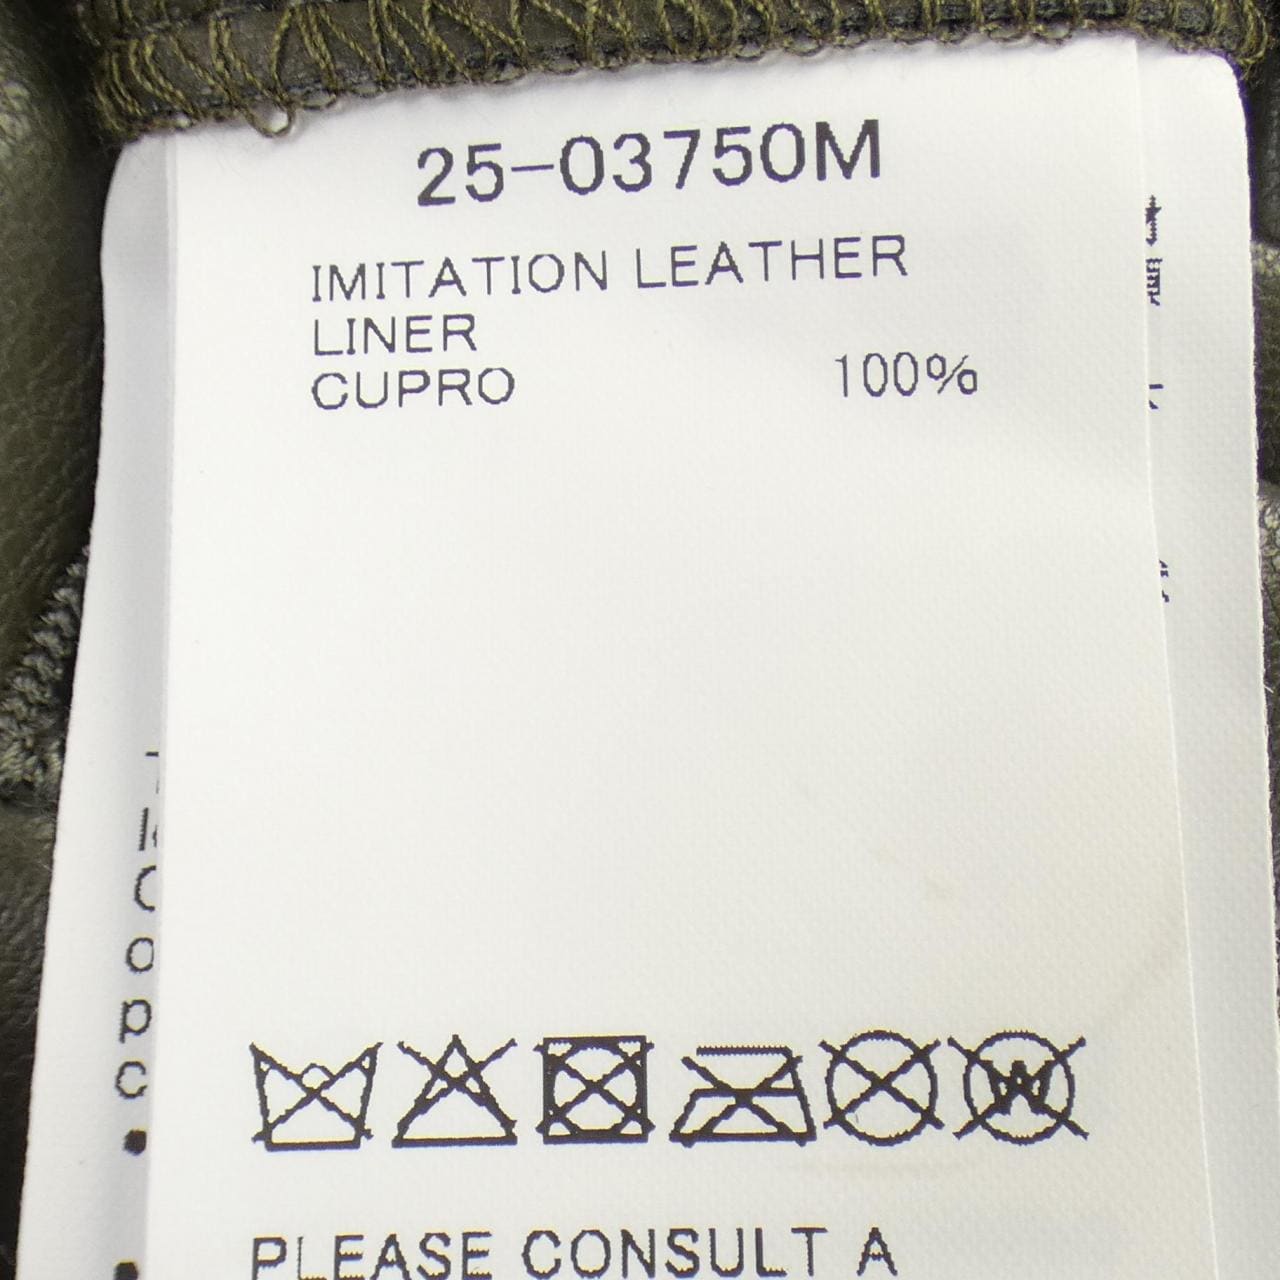 25-03750M
IMITATION LEATHER
LINER
CUPRO 100%
W
PLEASE CONSULT A